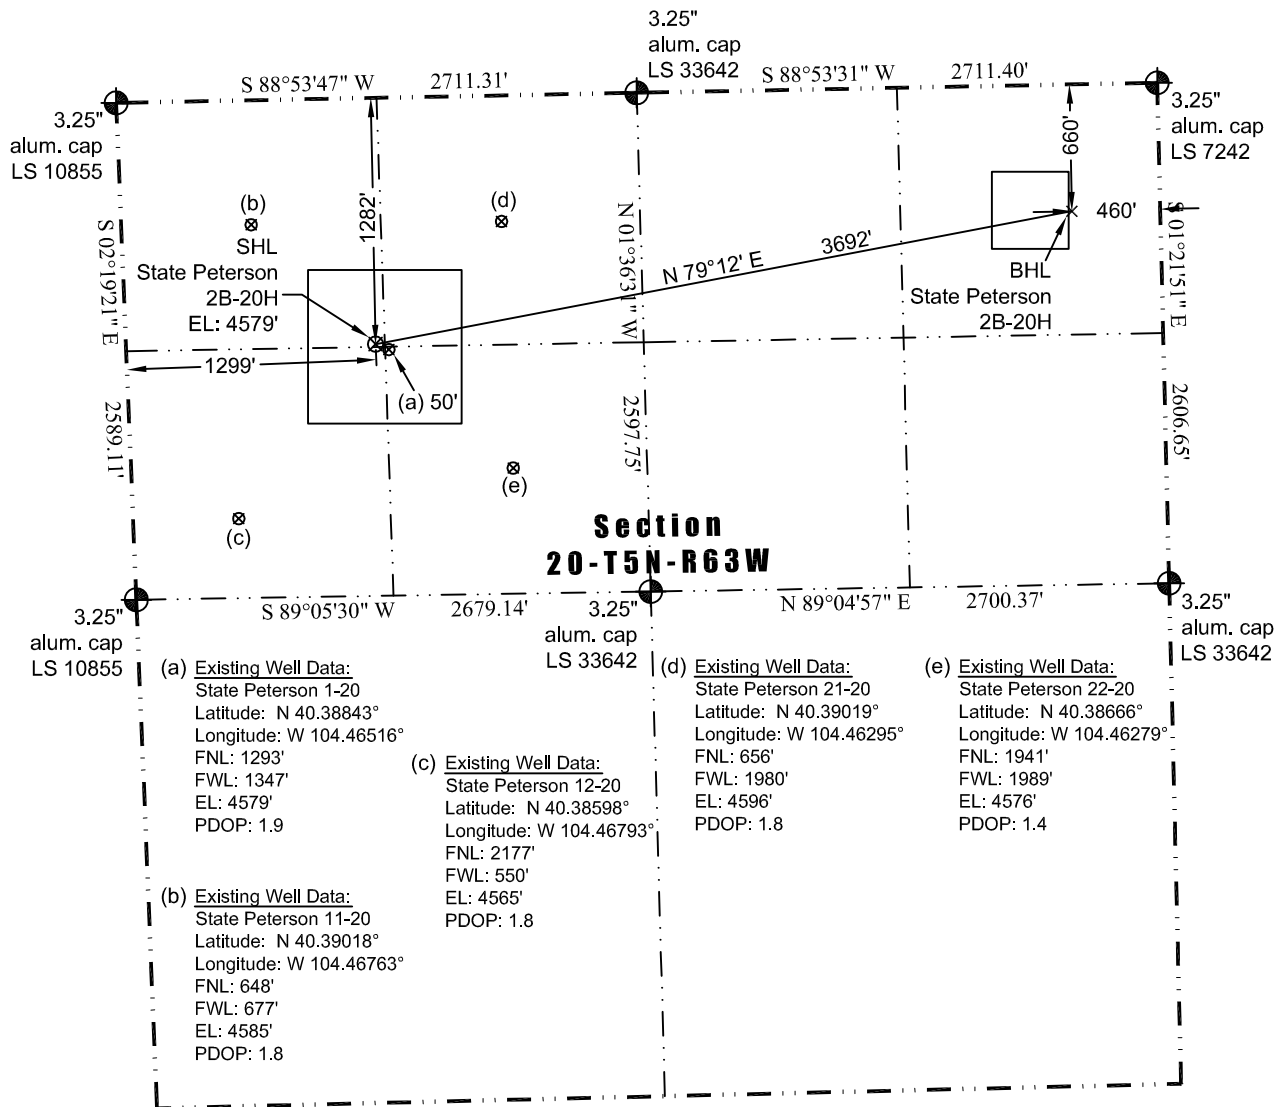 3.25"
alum. cap
LS 33642
S 88°53'47" W
2711.31'
S 88°53'31" W
2711.40'
3.25"
alum. cap
LS 10855
3.25"
alum. cap
LS 7242
660'
1282'
(b)
(d)
460'
SHL
State Peterson
2B-20H
EL: 4579'
S 02°19'21" E
N 01°36'31" W
S 01°21'51" E
N 79°12' E
3692'
BHL
State Peterson
2B-20H
1299'
(a) 50'
2589.11'
2597.75'
2606.65'
(e)
(c)
Section
20-T5N-R63W
S 89°05'30" W
2679.14'
N 89°04'57" E
2700.37'
3.25"
alum. cap
LS 10855
3.25"
alum. cap
LS 33642
3.25"
alum. cap
LS 33642
(a) Existing Well Data:
State Peterson 1-20
Latitude: N 40.38843°
Longitude: W 104.46516°
FNL: 1293'
FWL: 1347'
EL: 4579'
PDOP: 1.9
(b) Existing Well Data:
State Peterson 11-20
Latitude: N 40.39018°
Longitude: W 104.46763°
FNL: 648'
FWL: 677'
EL: 4585'
PDOP: 1.8
(c) Existing Well Data:
State Peterson 12-20
Latitude: N 40.38598°
Longitude: W 104.46793°
FNL: 2177'
FWL: 550'
EL: 4565'
PDOP: 1.8
(d) Existing Well Data:
State Peterson 21-20
Latitude: N 40.39019°
Longitude: W 104.46295°
FNL: 656'
FWL: 1980'
EL: 4596'
PDOP: 1.8
(e) Existing Well Data:
State Peterson 22-20
Latitude: N 40.38666°
Longitude: W 104.46279°
FNL: 1941'
FWL: 1989'
EL: 4576'
PDOP: 1.4